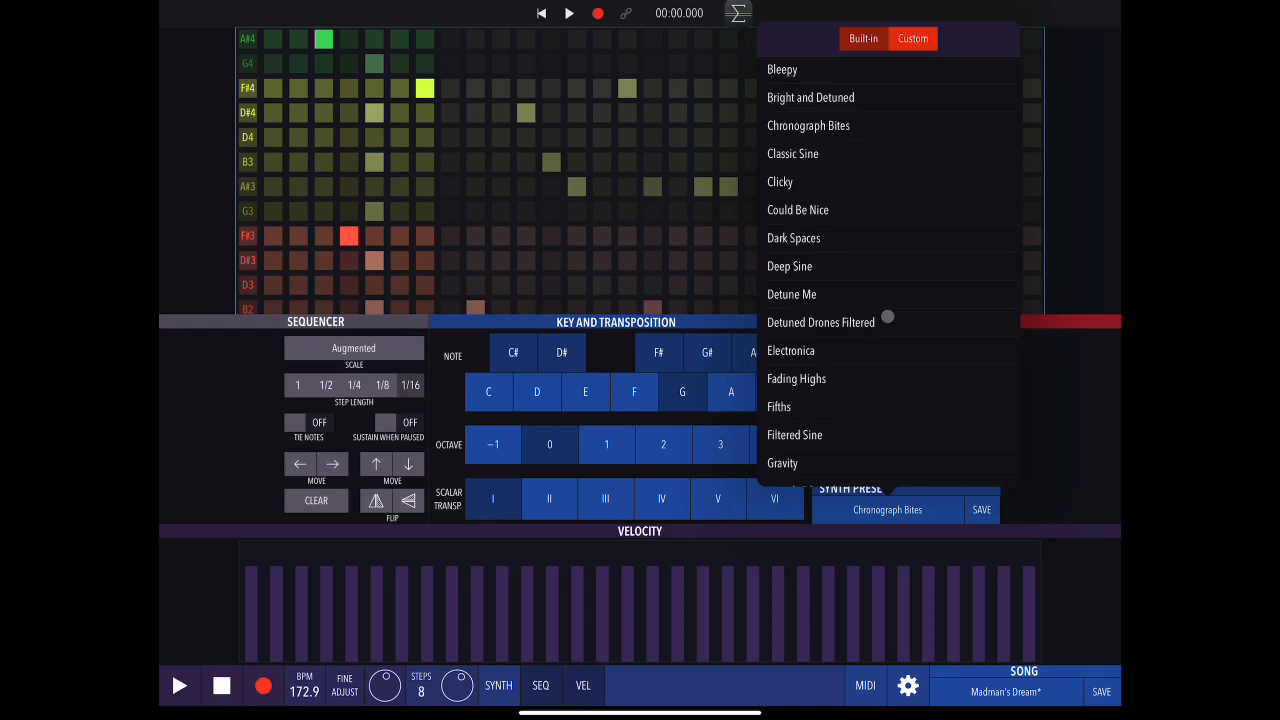 00:00.000
Built-in
Custom
Bleepy
Bright and Detuned
Chronograph Bites
Classic Sine
Clicky
Could Be Nice
Dark Spaces
Deep Sine
Detune Me
Detuned Drones Filtered
Electronica
Fading Highs
Fifths
Filtered Sine
Gravity
A#4
G4
F#4
D#4
D4
B3
A#3
G3
F#3
D#3
D3
B2
SEQUENCER
Augmented
SCALE
1 1/2 1/4 1/8 1/16
STEP LENGTH
OFF OFF
TIE NOTES SUSTAIN WHEN PAUSED
MOVE MOVE
CLEAR
FLIP
KEY AND TRANSPOSITION
NOTE
C# D# F# G# A
C D E F G A
OCTAVE −1 0 1 2 3
SCALAR
TRANSP.
I II III IV V VI
SYNTH PRESE
Chronograph Bites SAVE
VELOCITY
BPM
172.9
FINE
ADJUST
STEPS
8
SYNTH SEQ VEL
MIDI
SONG
Madman's Dream* SAVE